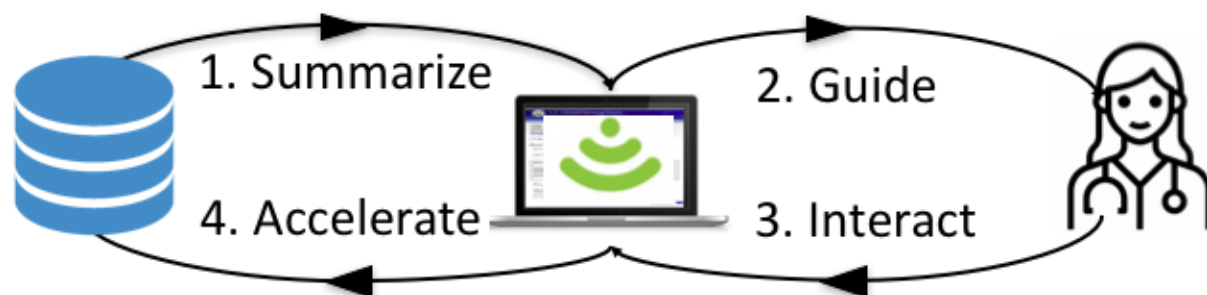 1. Summarize
2. Guide
4. Accelerate
3. Interact